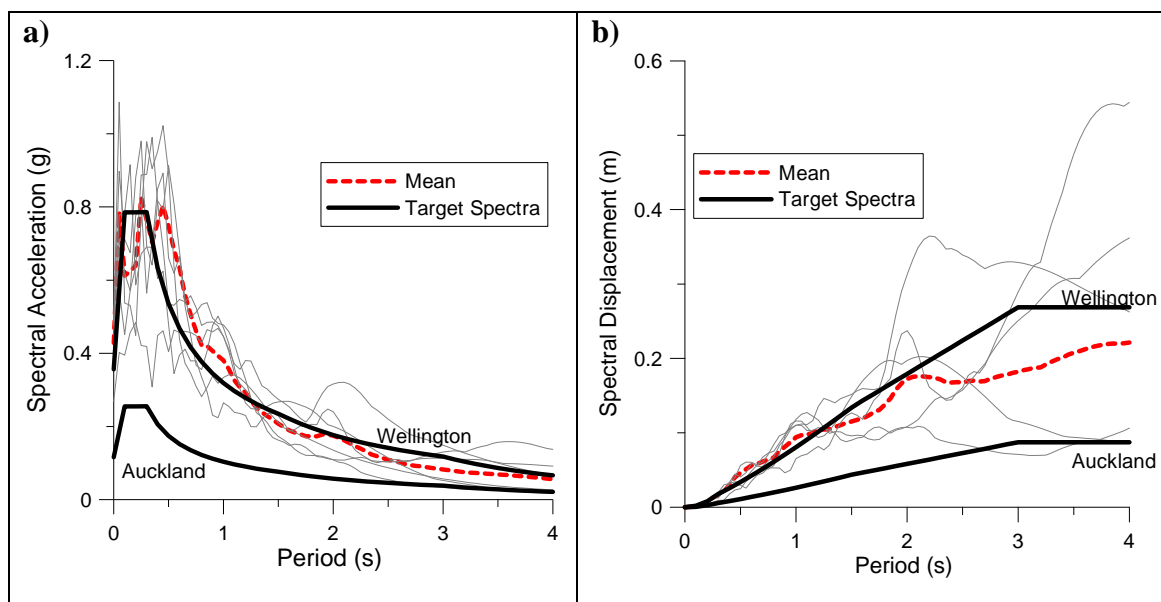 a)
1.2
0.8
0.4
0
Spectral Acceleration (g)
Mean
Target Spectra
Wellington
Auckland
0 1 2 3 4
Period (s)
b)
0.6
0.4
0.2
0
Spectral Displacement (m)
Mean
Target Spectra
Wellington
Auckland
0 1 2 3 4
Period (s)